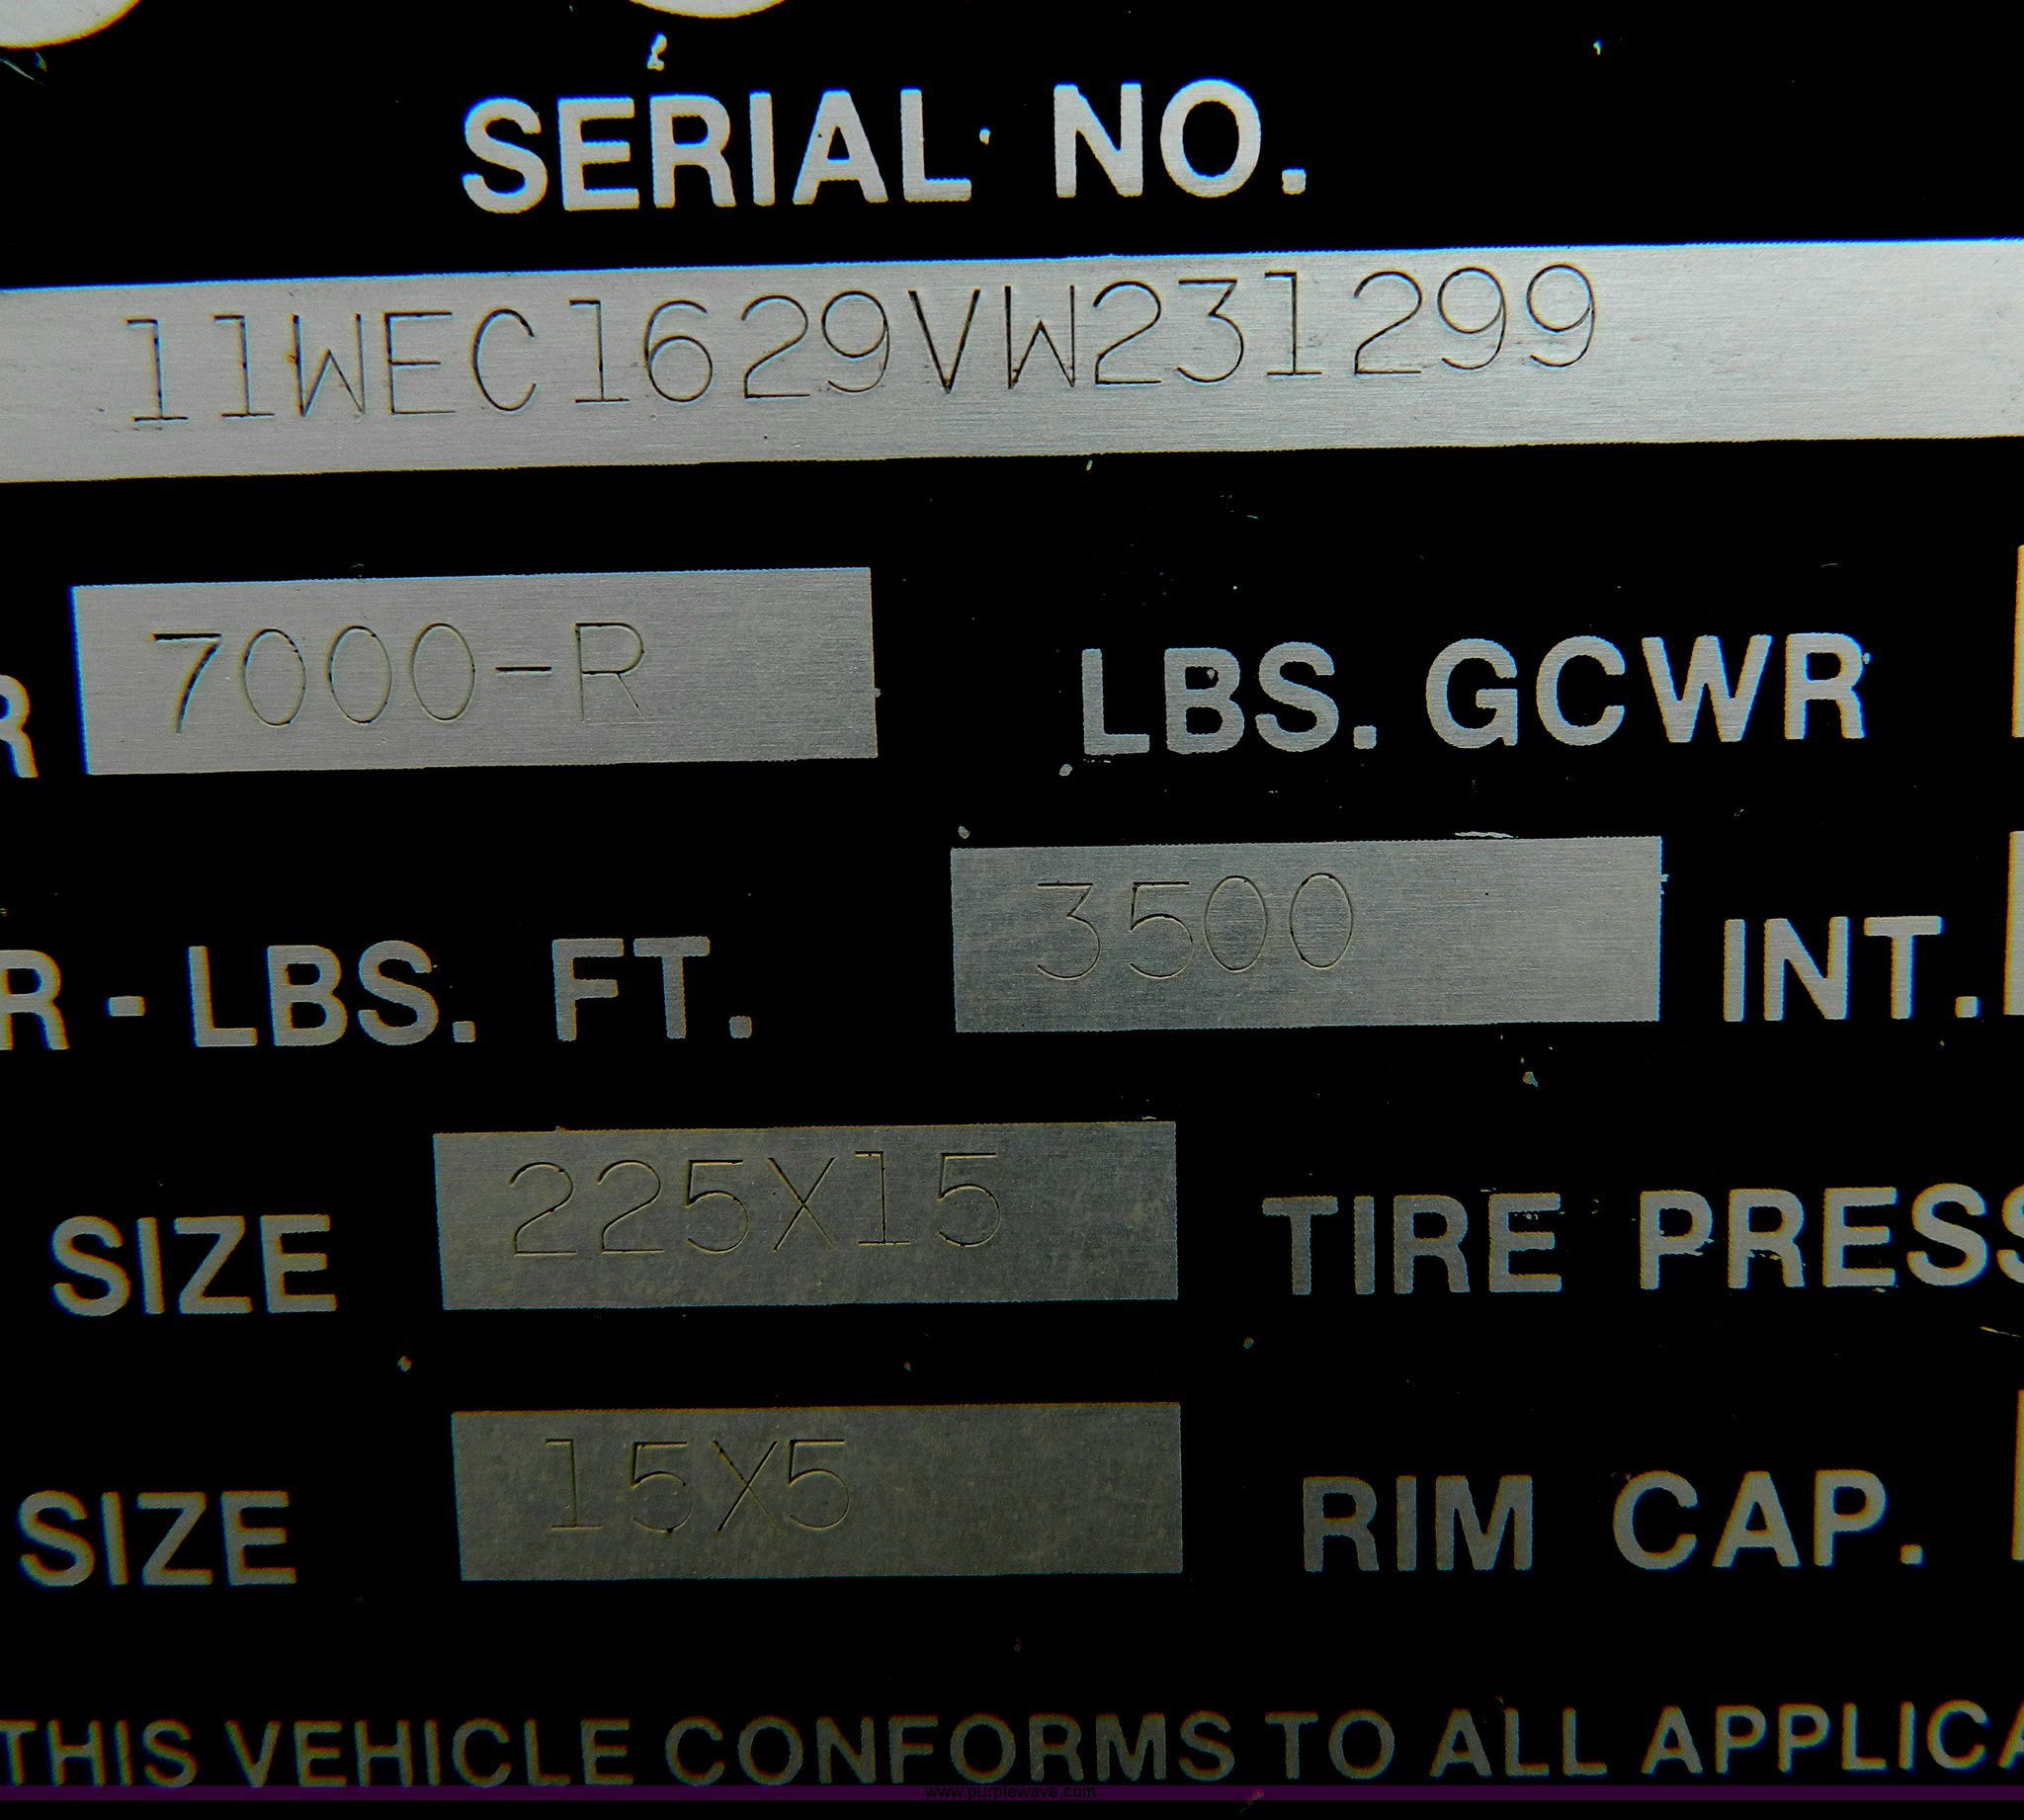 SERIAL NO.
11WEC1629VW231299
R 7000-R LBS. GCWR
R - LBS. FT. 3500 INT.
SIZE 225X15 TIRE PRESS
SIZE 15X5 RIM CAP.
THIS VEHICLE CONFORMS TO ALL APPLICA
www.purplewave.com